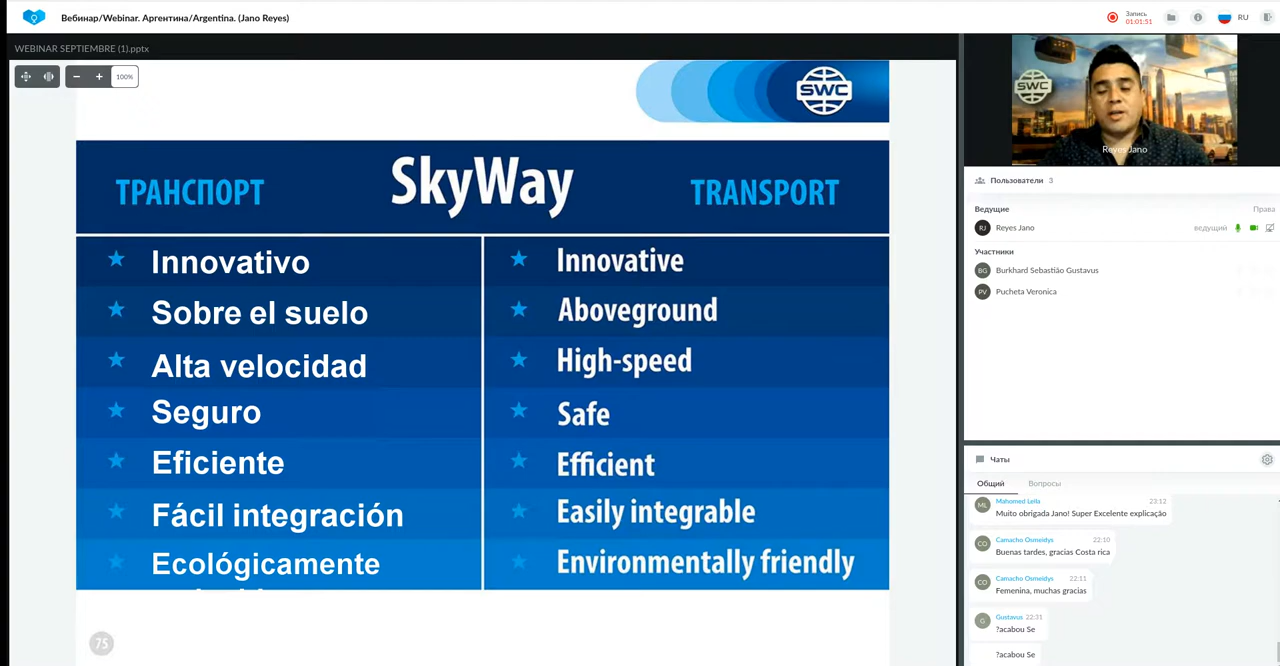 Вебинар/Webinar. Аргентина/Argentina. (Jano Reyes)
Запись
01:01:51
RU
WEBINAR SEPTIEMBRE (1).pptx
100%
SWC
ТРАНСПОРТ
SkyWay
TRANSPORT
Innovativo
Innovative
Sobre el suelo
Aboveground
Alta velocidad
High-speed
Seguro
Safe
Eficiente
Efficient
Fácil integración
Easily integrable
Ecológicamente
Environmentally friendly
75
SWC
Reyes Jano
Пользователи 3
Ведущие
Права
RJ Reyes Jano
ведущий
Участники
BG Burkhard Sebastião Gustavus
PV Pucheta Veronica
Чаты
Общий
Вопросы
ML Mahomed Leila 23:12
Muito obrigada Jano! Super Excelente explicação
CO Camacho Osmeidys 22:10
Buenas tardes, gracias Costa rica
CO Camacho Osmeidys 22:11
Femenina, muchas gracias
G Gustavus 22:31
?acabou Se
?acabou Se